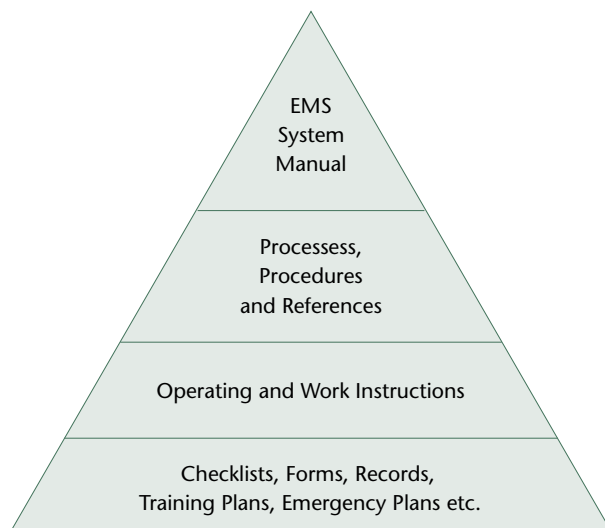 EMS
System
Manual
Processess,
Procedures
and References
Operating and Work Instructions
Checklists, Forms, Records,
Training Plans, Emergency Plans etc.